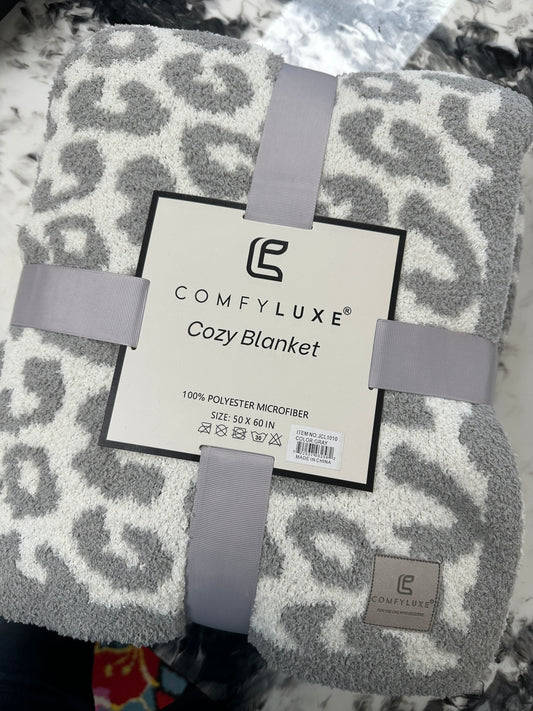 COMFYLUXE®
Cozy Blanket
100% POLYESTER MICROFIBER
SIZE: 50 X 60 IN
30
ITEM NO:JCL1010
COLOR:GRAY
MADE IN CHINA
COMFYLUXE®